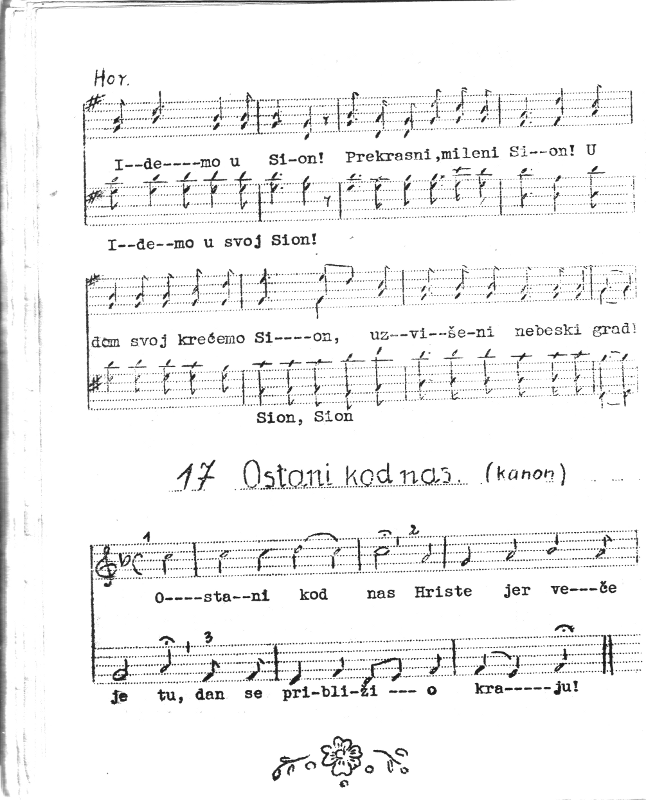 Hor.
I--de----mo u Si-on! Prekrasni,mileni Si--on! U
I--de--mo u svoj Sion!
dom svoj krećemo Si----on, uz--vi--še-ni nebeski grad!
Sion, Sion
17 Ostani kod nas. (kanon)
1 2
O----sta--ni kod nas Hriste jer ve---če
3
je tu, dan se pri-bli-ži --- o kra-----ju!